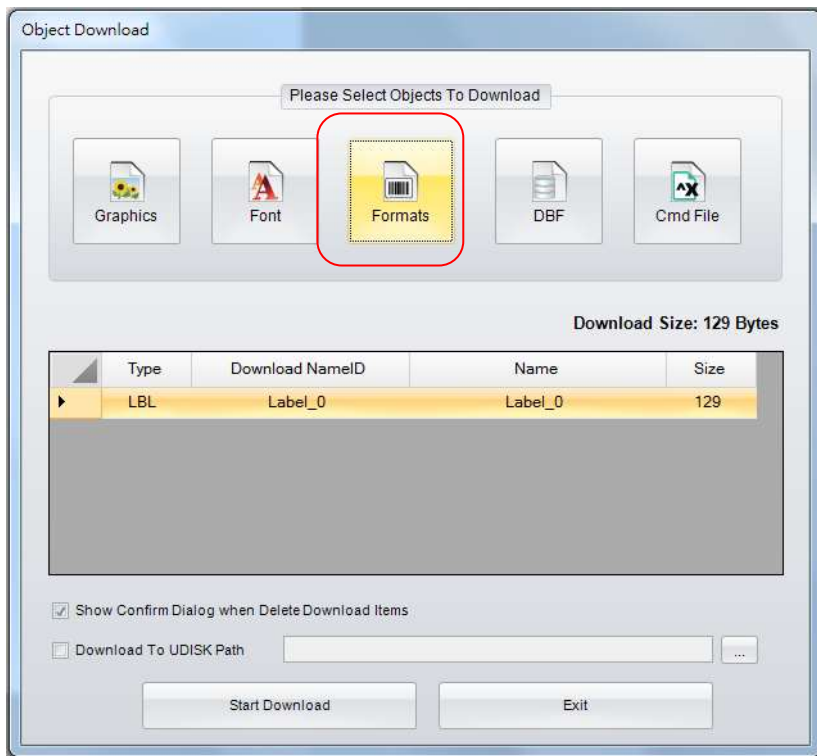 Object Download
Please Select Objects To Download
Graphics Font Formats DBF Cmd File
Download Size: 129 Bytes
Type Download NameID Name Size
LBL Label_0 Label_0 129
Show Confirm Dialog when Delete Download Items
Download To UDISK Path ...
Start Download Exit